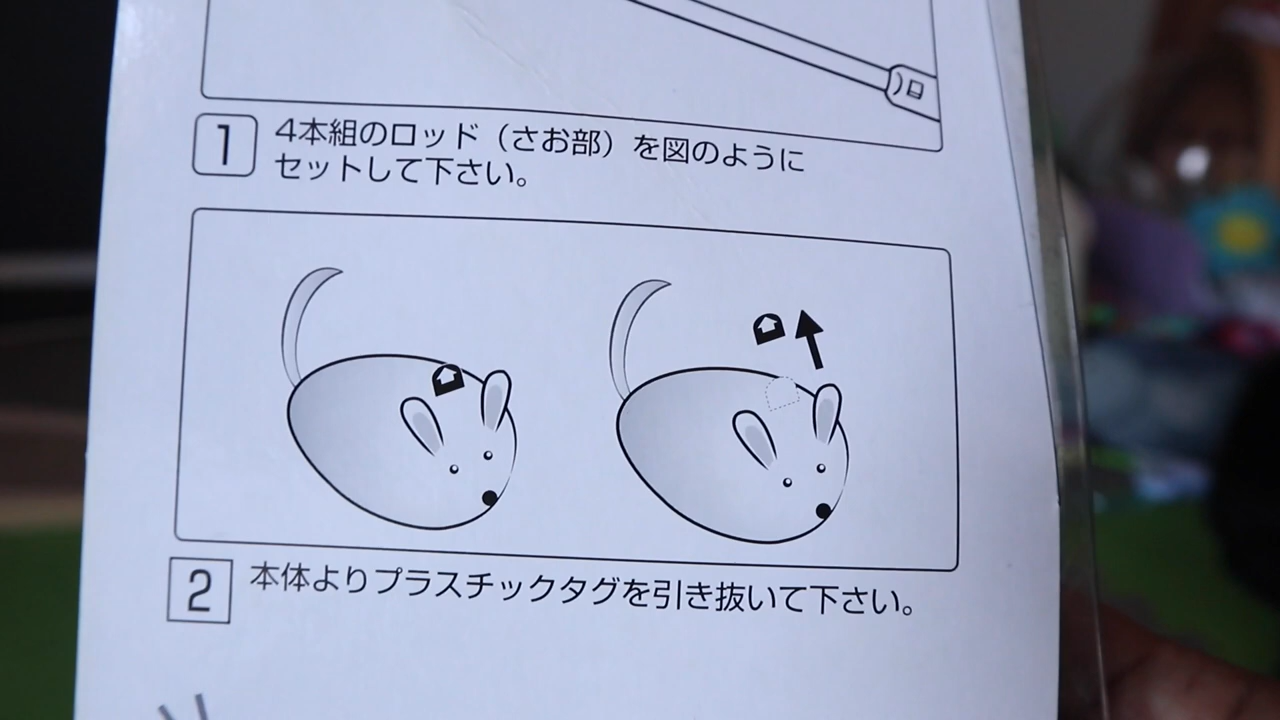 1 4本組のロッド（さお部）を図のように
セットして下さい。
2 本体よりプラスチックタグを引き抜いて下さい。